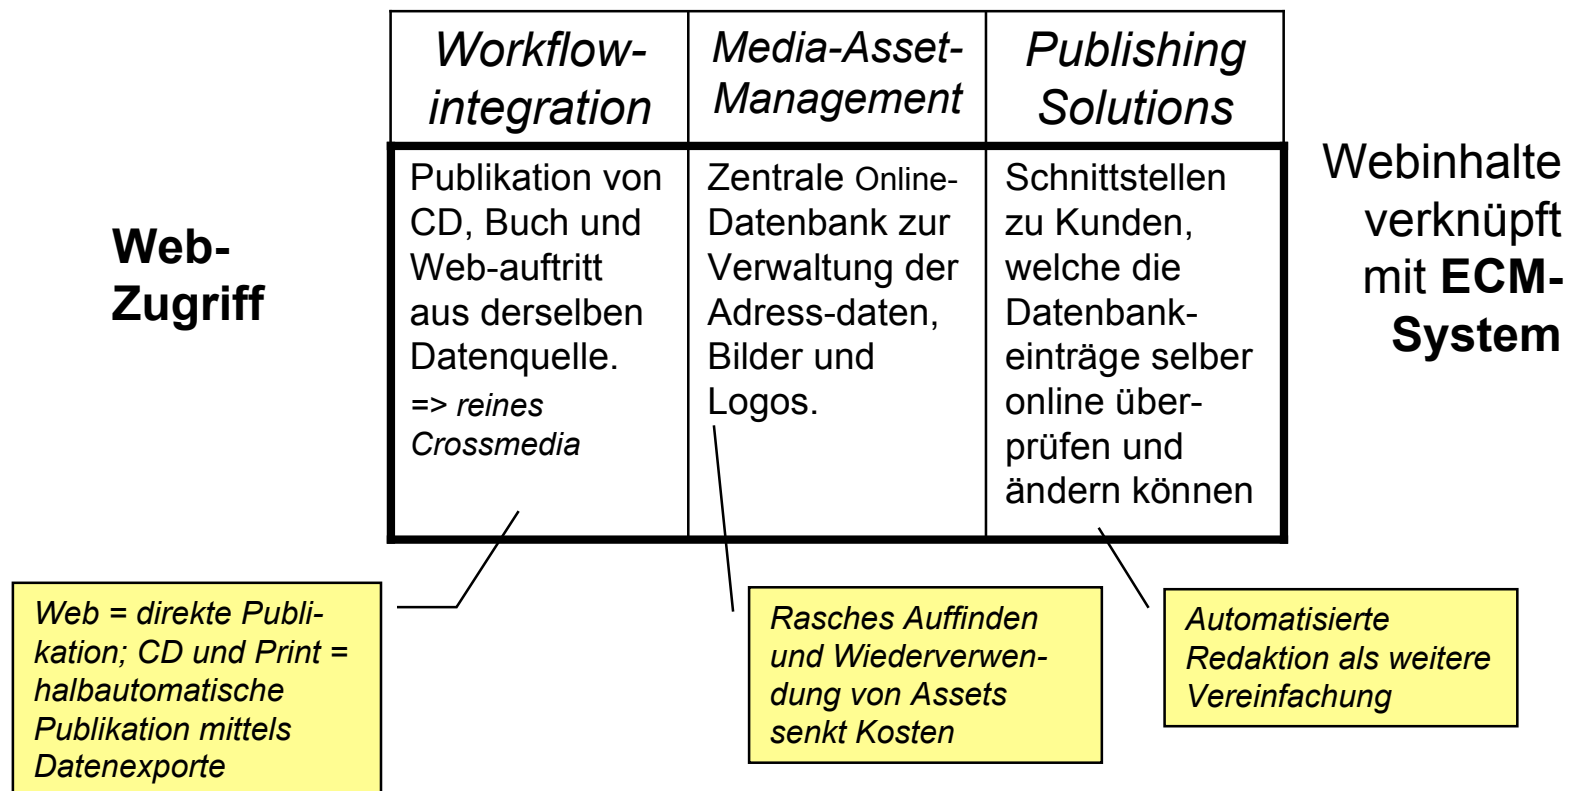 Workflow-
integration
Media-Asset-
Management
Publishing
Solutions
Web-
Zugriff
Publikation von
CD, Buch und
Web-auftritt
aus derselben
Datenquelle.
=> reines
Crossmedia
Zentrale Online-
Datenbank zur
Verwaltung der
Adress-daten,
Bilder und
Logos.
Schnittstellen
zu Kunden,
welche die
Datenbank-
einträge selber
online über-
prüfen und
ändern können
Webinhalte
verknüpft
mit ECM-
System
Web = direkte Publi-
kation; CD und Print =
halbautomatische
Publikation mittels
Datenexporte
Rasches Auffinden
und Wiederverwen-
dung von Assets
senkt Kosten
Automatisierte
Redaktion als weitere
Vereinfachung